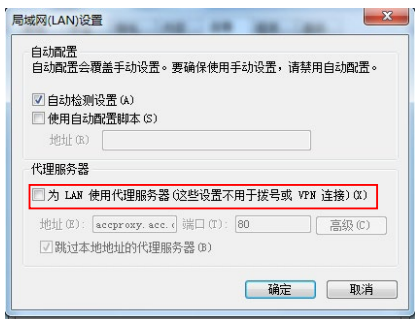 局域网(LAN)设置
自动配置
自动配置会覆盖手动设置。要确保使用手动设置，请禁用自动配置。
自动检测设置(A)
使用自动配置脚本(S)
地址(R)
代理服务器
为 LAN 使用代理服务器(这些设置不用于拨号或 VPN 连接)(X)
地址(E): accproxy.acc. 端口(T): 80 高级(C)
跳过本地地址的代理服务器(B)
确定 取消